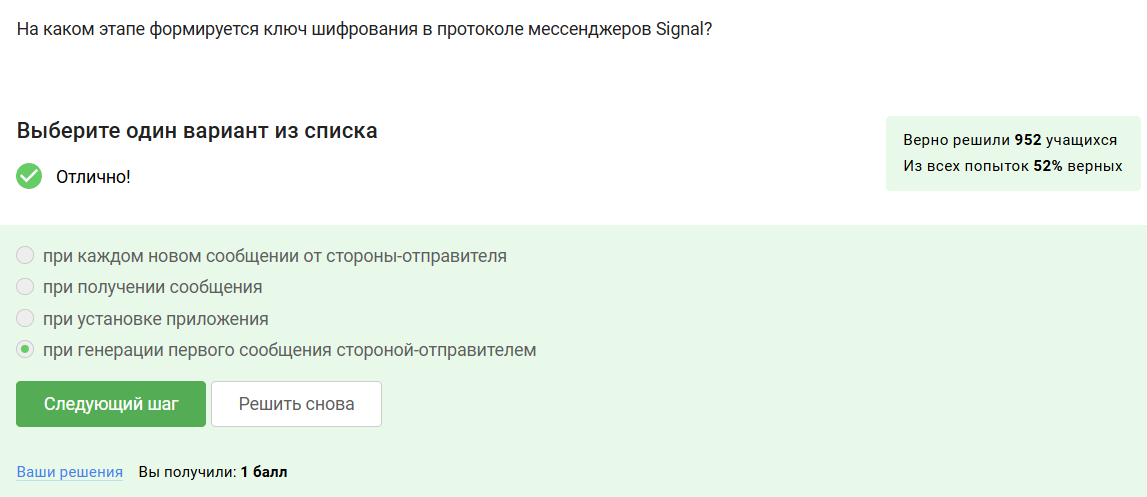 На каком этапе формируется ключ шифрования в протоколе мессенджеров Signal?
Выберите один вариант из списка
Отлично!
Верно решили 952 учащихся
Из всех попыток 52% верных
при каждом новом сообщении от стороны-отправителя
при получении сообщения
при установке приложения
при генерации первого сообщения стороной-отправителем
Следующий шаг
Решить снова
Ваши решения Вы получили: 1 балл